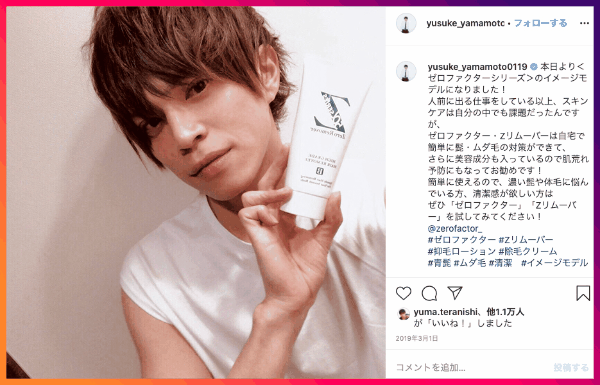 yusuke_yamamoto • フォローする
yusuke_yamamoto0119 本日より<
ゼロファクターシリーズ>のイメージモ
デルになりました！
人前に出る仕事をしている以上、スキン
ケアは自分の中でも課題だったんです
が、
ゼロファクター・Zリムーバーは自宅で
簡単に髭・ムダ毛の対策ができて、
さらに美容成分も入っているので肌荒れ
予防にもなってお勧めです！
簡単に使えるので、濃い髭や体毛に悩ん
でいる方、清潔感が欲しい方は
ぜひ「ゼロファクター」「Zリムーバ
ー」を試してみてください！
@zerofactor_
#ゼロファクター #Zリムーバー
#抑毛ローション #除毛クリーム
#青髭 #ムダ毛 #清潔　#イメージモデル
yuma.teranishi、他1.1万人
が「いいね！」しました
2019年3月1日
コメントを追加...
投稿する
Z